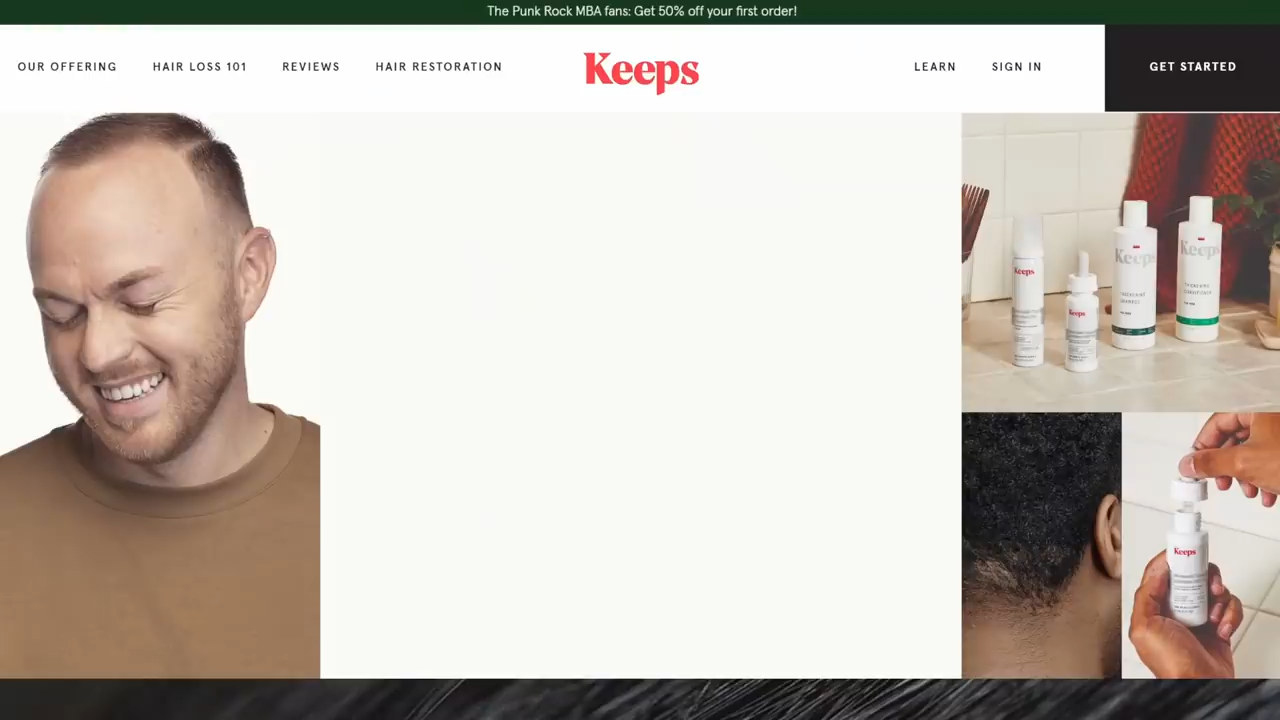 The Punk Rock MBA fans: Get 50% off your first order!
OUR OFFERING
HAIR LOSS 101
REVIEWS
HAIR RESTORATION
Keeps
LEARN
SIGN IN
GET STARTED
Keeps
Keeps
Keeps
Keeps
Keeps